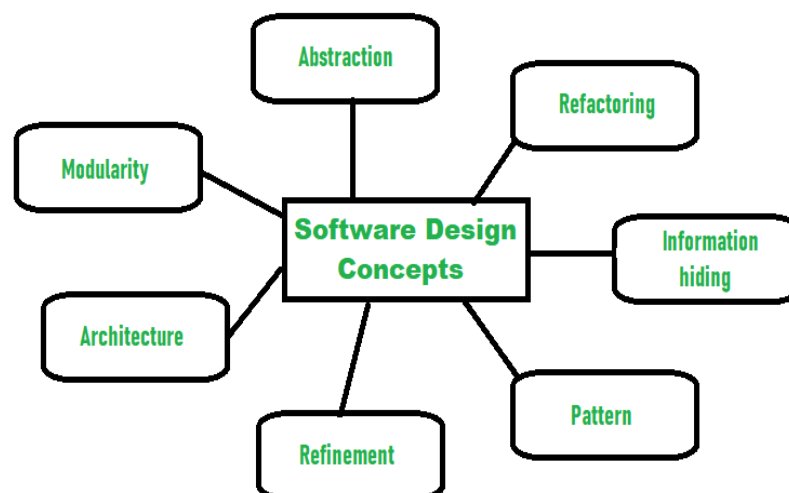 Abstraction
Refactoring
Modularity
Software Design
Concepts
Information
hiding
Architecture
Pattern
Refinement